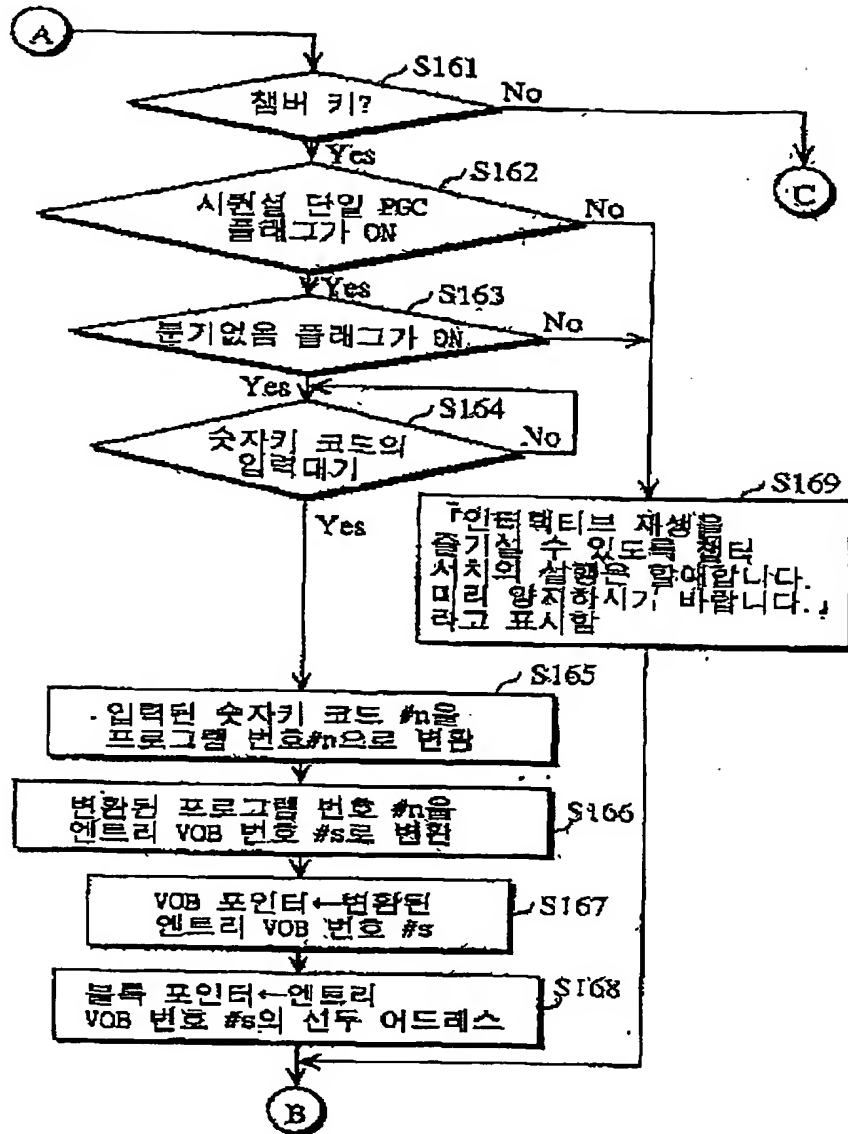 A
S161
챔버 키?
No
Yes
S162
C
시퀀셜 단일 PGC
플래그가 ON
No
Yes
S163
분기없음 플래그가 ON
No
Yes
S164
숫자키 코드의
입력대기
No
Yes
S169
「인터랙티브 재생을
즐기실 수 있도록 챕터
서치의 실행은 할애합니다.
미리 양지하시기 바랍니다.」
라고 표시함
S165
입력된 숫자키 코드 #n을
프로그램 번호#n으로 변환
변환된 프로그램 번호 #n을
엔트리 VOB 번호 #s로 변환
S166
VOB 포인터←변환된
엔트리 VOB 번호 #s
S167
블록 포인터←엔트리
VOB 번호 #s의 선두 어드레스
S168
B